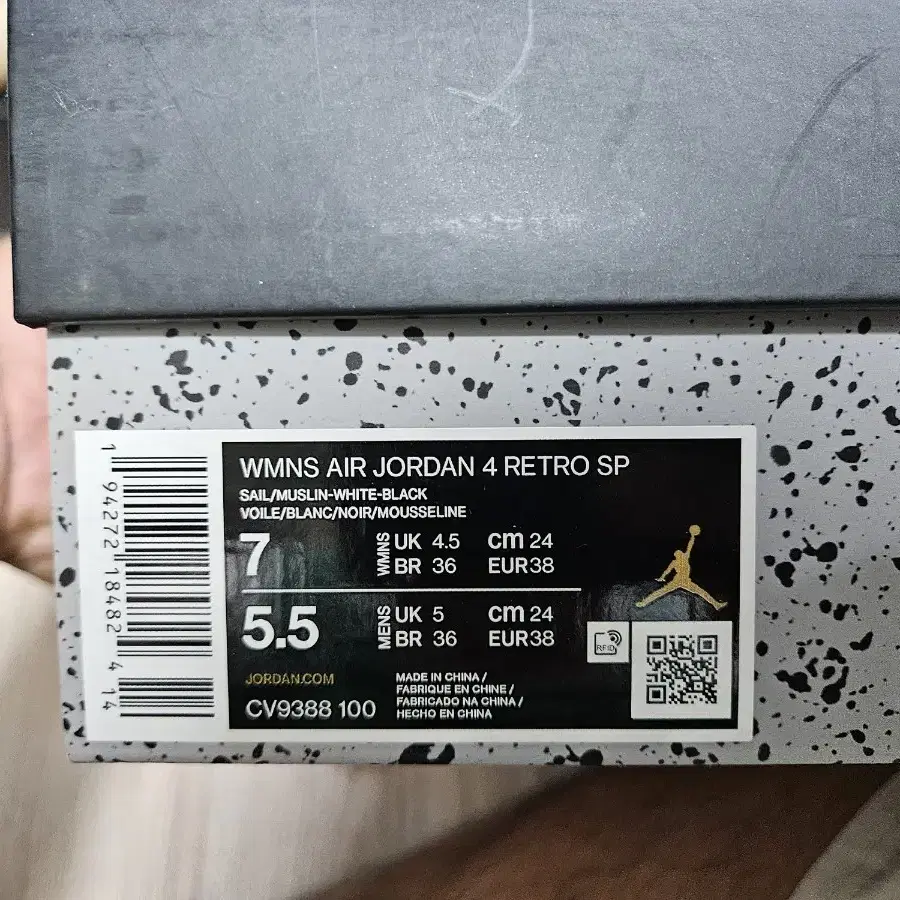 WMNS AIR JORDAN 4 RETRO SP
SAIL/MUSLIN-WHITE-BLACK
VOILE/BLANC/NOIR/MOUSSELINE
7 WMNS UK 4.5 cm 24
BR 36 EUR 38
5.5 MENS UK 5 cm 24
BR 36 EUR 38
JORDAN.COM
CV9388 100
MADE IN CHINA /
FABRIQUE EN CHINE /
FABRICADO NA CHINA /
HECHO EN CHINA
RFID
1 94272 18482 4 14